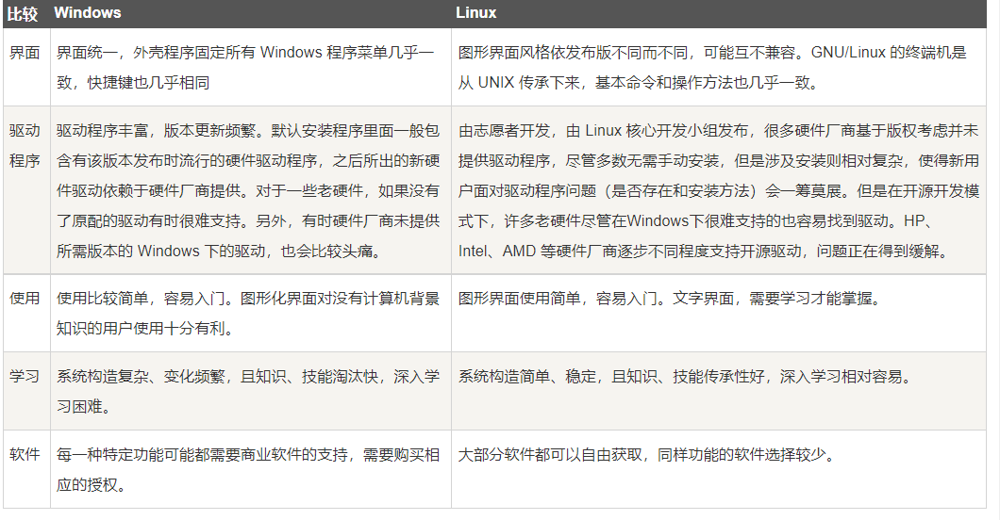 比较 Windows Linux
界面 界面统一，外壳程序固定所有 Windows 程序菜单几乎一
致，快捷键也几乎相同
图形界面风格依发布版不同而不同，可能互不兼容。GNU/Linux 的终端机是
从 UNIX 传承下来，基本命令和操作方法也几乎一致。
驱动
程序
驱动程序丰富，版本更新频繁。默认安装程序里面一般包
含有该版本发布时流行的硬件驱动程序，之后所出的新硬
件驱动依赖于硬件厂商提供。对于一些老硬件，如果没有
了原配的驱动有时很难支持。另外，有时硬件厂商未提供
所需版本的 Windows 下的驱动，也会比较头痛。
由志愿者开发，由 Linux 核心开发小组发布，很多硬件厂商基于版权考虑并未
提供驱动程序，尽管多数无需手动安装，但是涉及安装则相对复杂，使得新用
户面对驱动程序问题（是否存在和安装方法）会一筹莫展。但是在开源开发模
式下，许多老硬件尽管在Windows下很难支持的也容易找到驱动。HP、
Intel、AMD 等硬件厂商逐步不同程度支持开源驱动，问题正在得到缓解。
使用 使用比较简单，容易入门。图形化界面对没有计算机背景
知识的用户使用十分有利。
图形界面使用简单，容易入门。文字界面，需要学习才能掌握。
学习 系统构造复杂、变化频繁，且知识、技能淘汰快，深入学
习困难。
系统构造简单、稳定，且知识、技能传承性好，深入学习相对容易。
软件 每一种特定功能可能都需要商业软件的支持，需要购买相
应的授权。
大部分软件都可以自由获取，同样功能的软件选择较少。